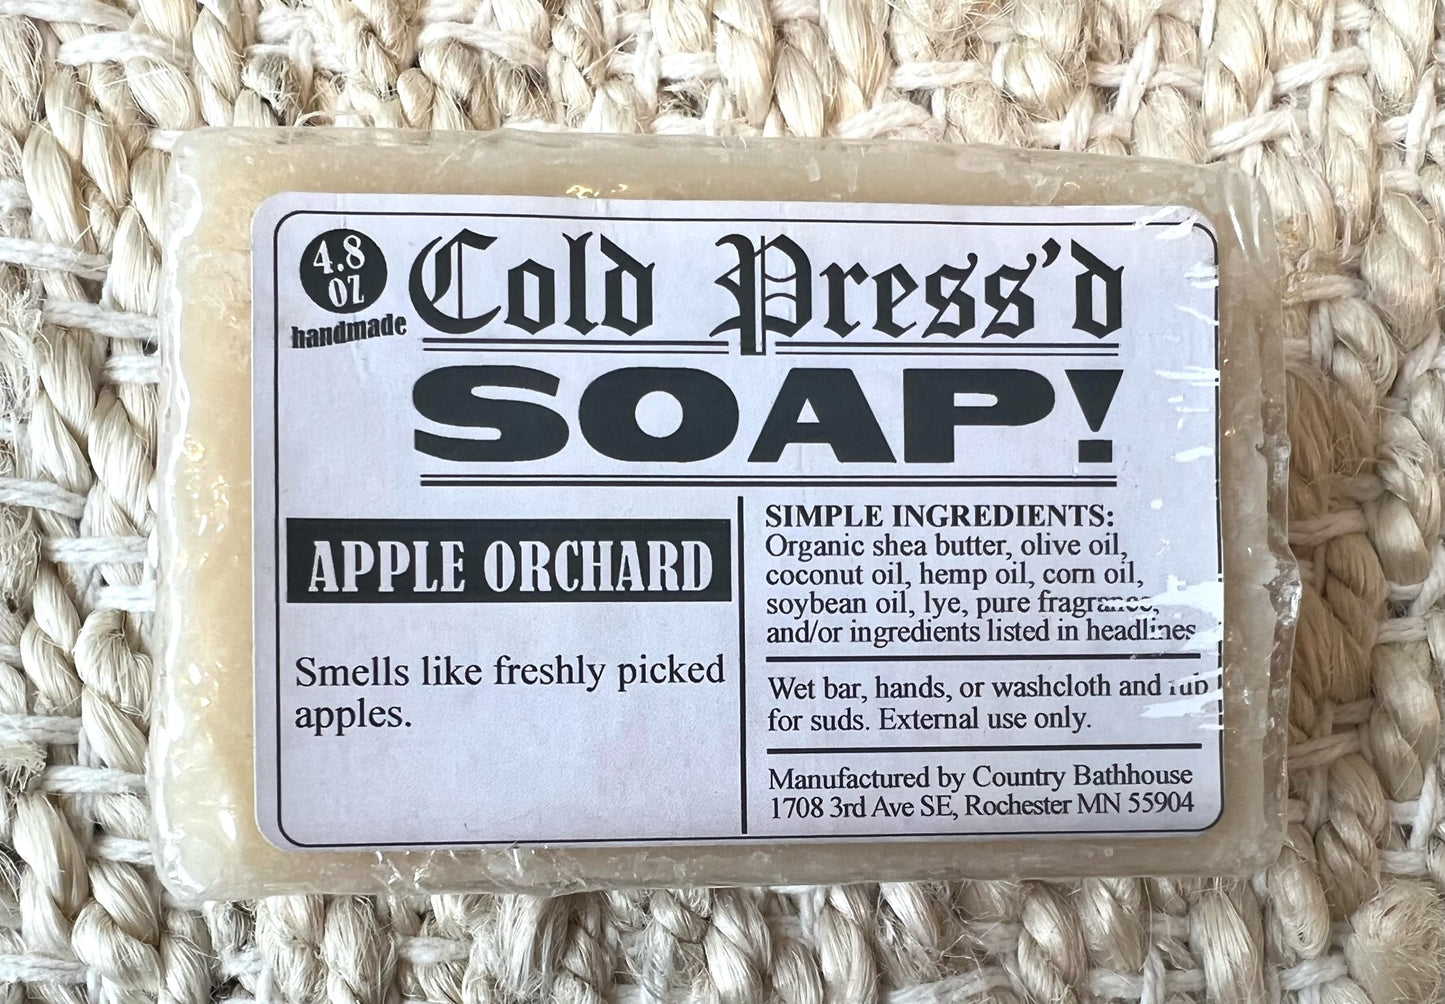 4.8
OZ
handmade
Cold Press'd
SOAP!
APPLE ORCHARD
Smells like freshly picked
apples.
SIMPLE INGREDIENTS:
Organic shea butter, olive oil,
coconut oil, hemp oil, corn oil,
soybean oil, lye, pure fragrance,
and/or ingredients listed in headlines
Wet bar, hands, or washcloth and rub
for suds. External use only.
Manufactured by Country Bathhouse
1708 3rd Ave SE, Rochester MN 55904